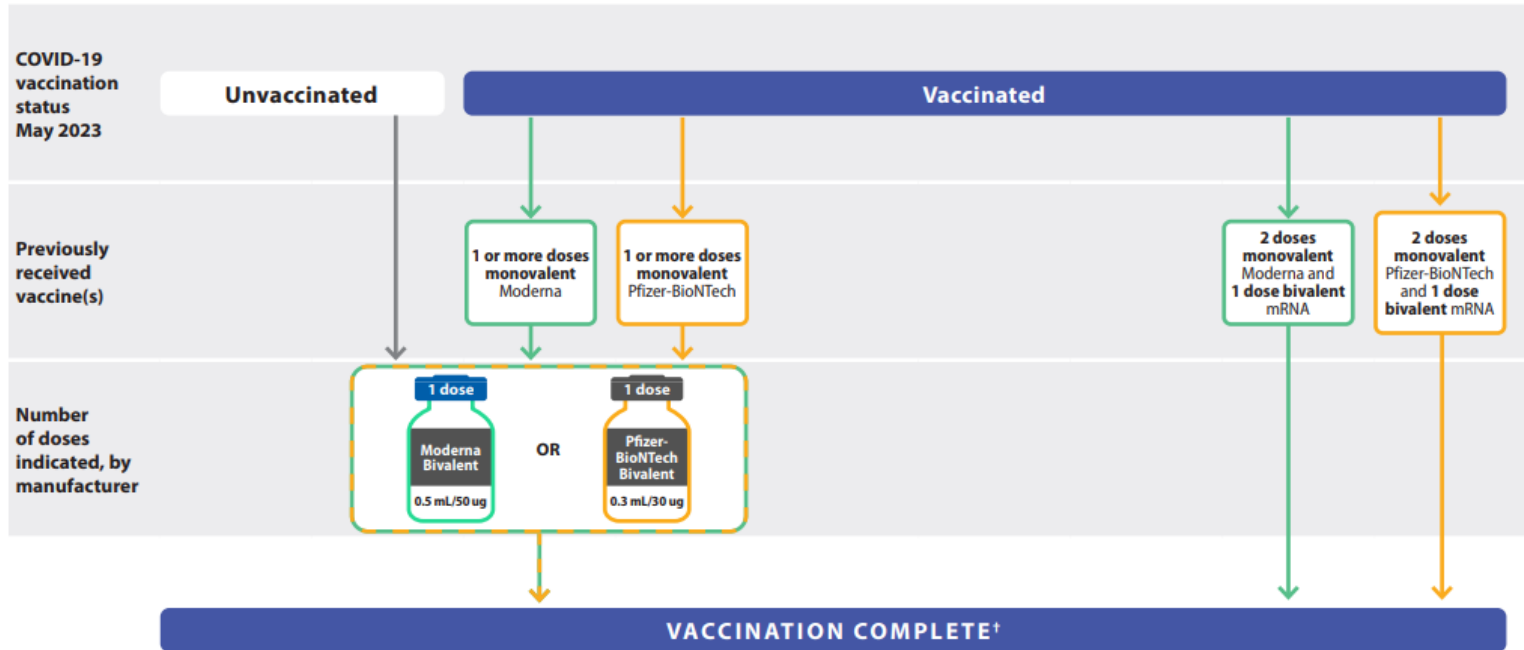 COVID-19
vaccination
status
May 2023
Unvaccinated
Vaccinated
Previously
received
vaccine(s)
1 or more doses
monovalent
Moderna
1 or more doses
monovalent
Pfizer-BioNTech
2 doses
monovalent
Moderna and
1 dose bivalent
mRNA
2 doses
monovalent
Pfizer-BioNTech
and 1 dose
bivalent mRNA
Number
of doses
indicated, by
manufacturer
1 dose
Moderna
Bivalent
0.5 mL/50 ug
OR
1 dose
Pfizer-
BioNTech
Bivalent
0.3 mL/30 ug
VACCINATION COMPLETE†